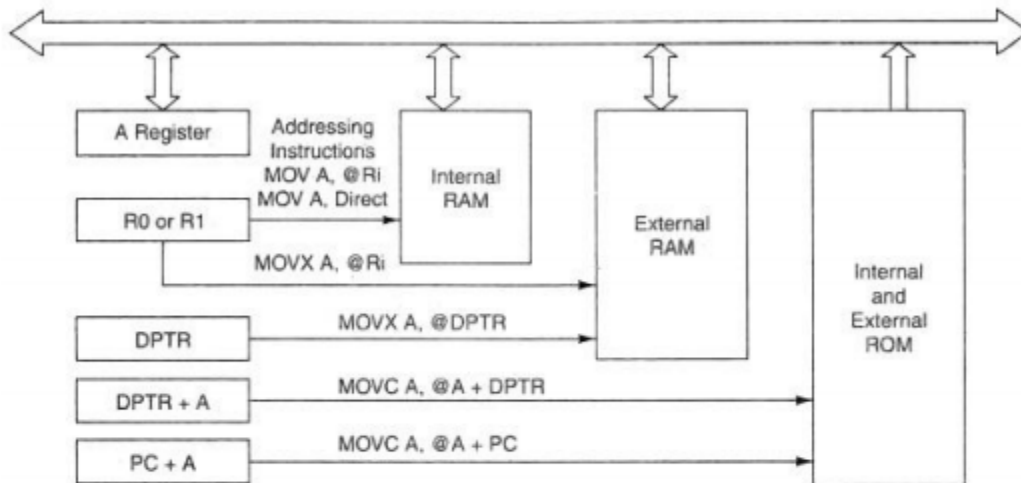 A Register
Addressing
Instructions
MOV A, @Ri
MOV A, Direct
Internal
RAM
R0 or R1
External
RAM
MOVX A, @Ri
Internal
and
External
ROM
DPTR
MOVX A, @DPTR
DPTR + A
MOVC A, @A + DPTR
PC + A
MOVC A, @A + PC